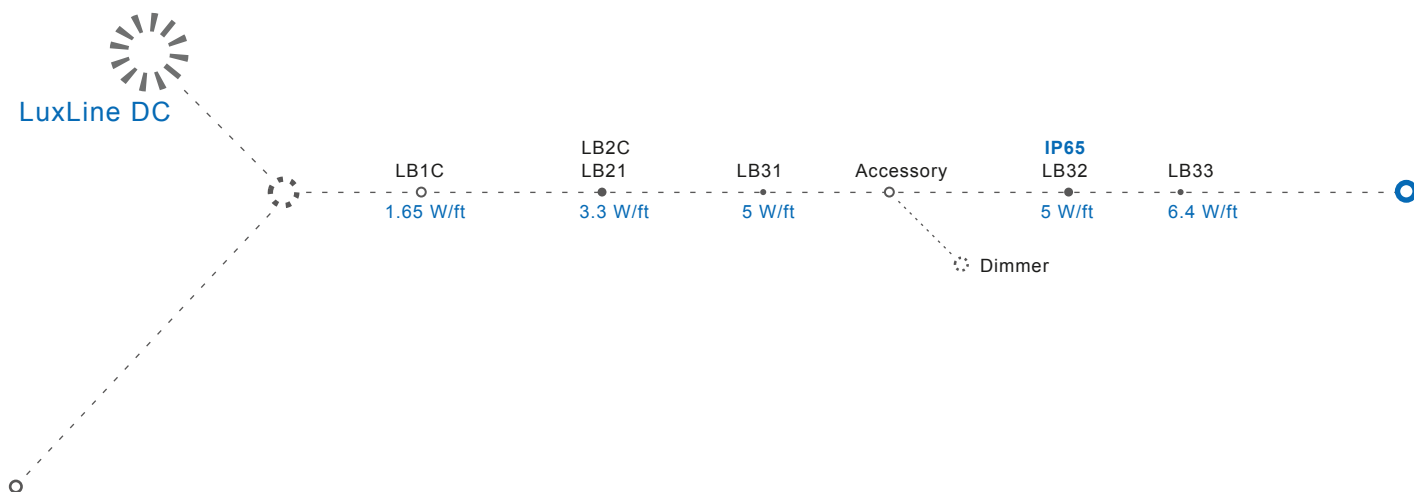 LuxLine DC
LB1C
1.65 W/ft
LB2C
LB21
3.3 W/ft
LB31
5 W/ft
Accessory
Dimmer
IP65
LB32
5 W/ft
LB33
6.4 W/ft